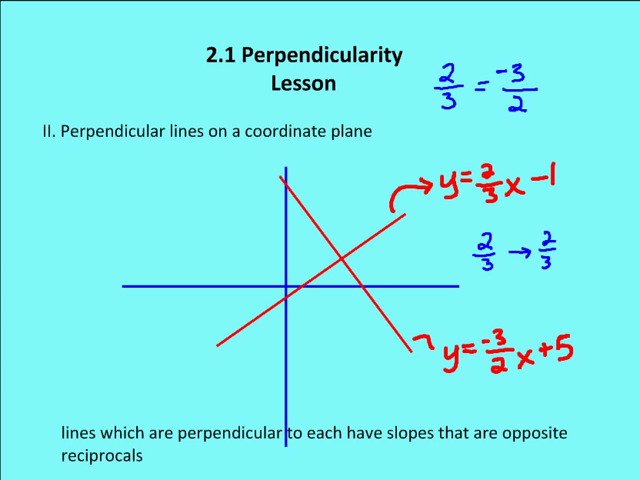 2.1 Perpendicularity
Lesson
2/3 = -3/2
II. Perpendicular lines on a coordinate plane
y = 2/3 x - 1
2/3 → 2/3
y = -3/2 x + 5
lines which are perpendicular to each have slopes that are opposite
reciprocals